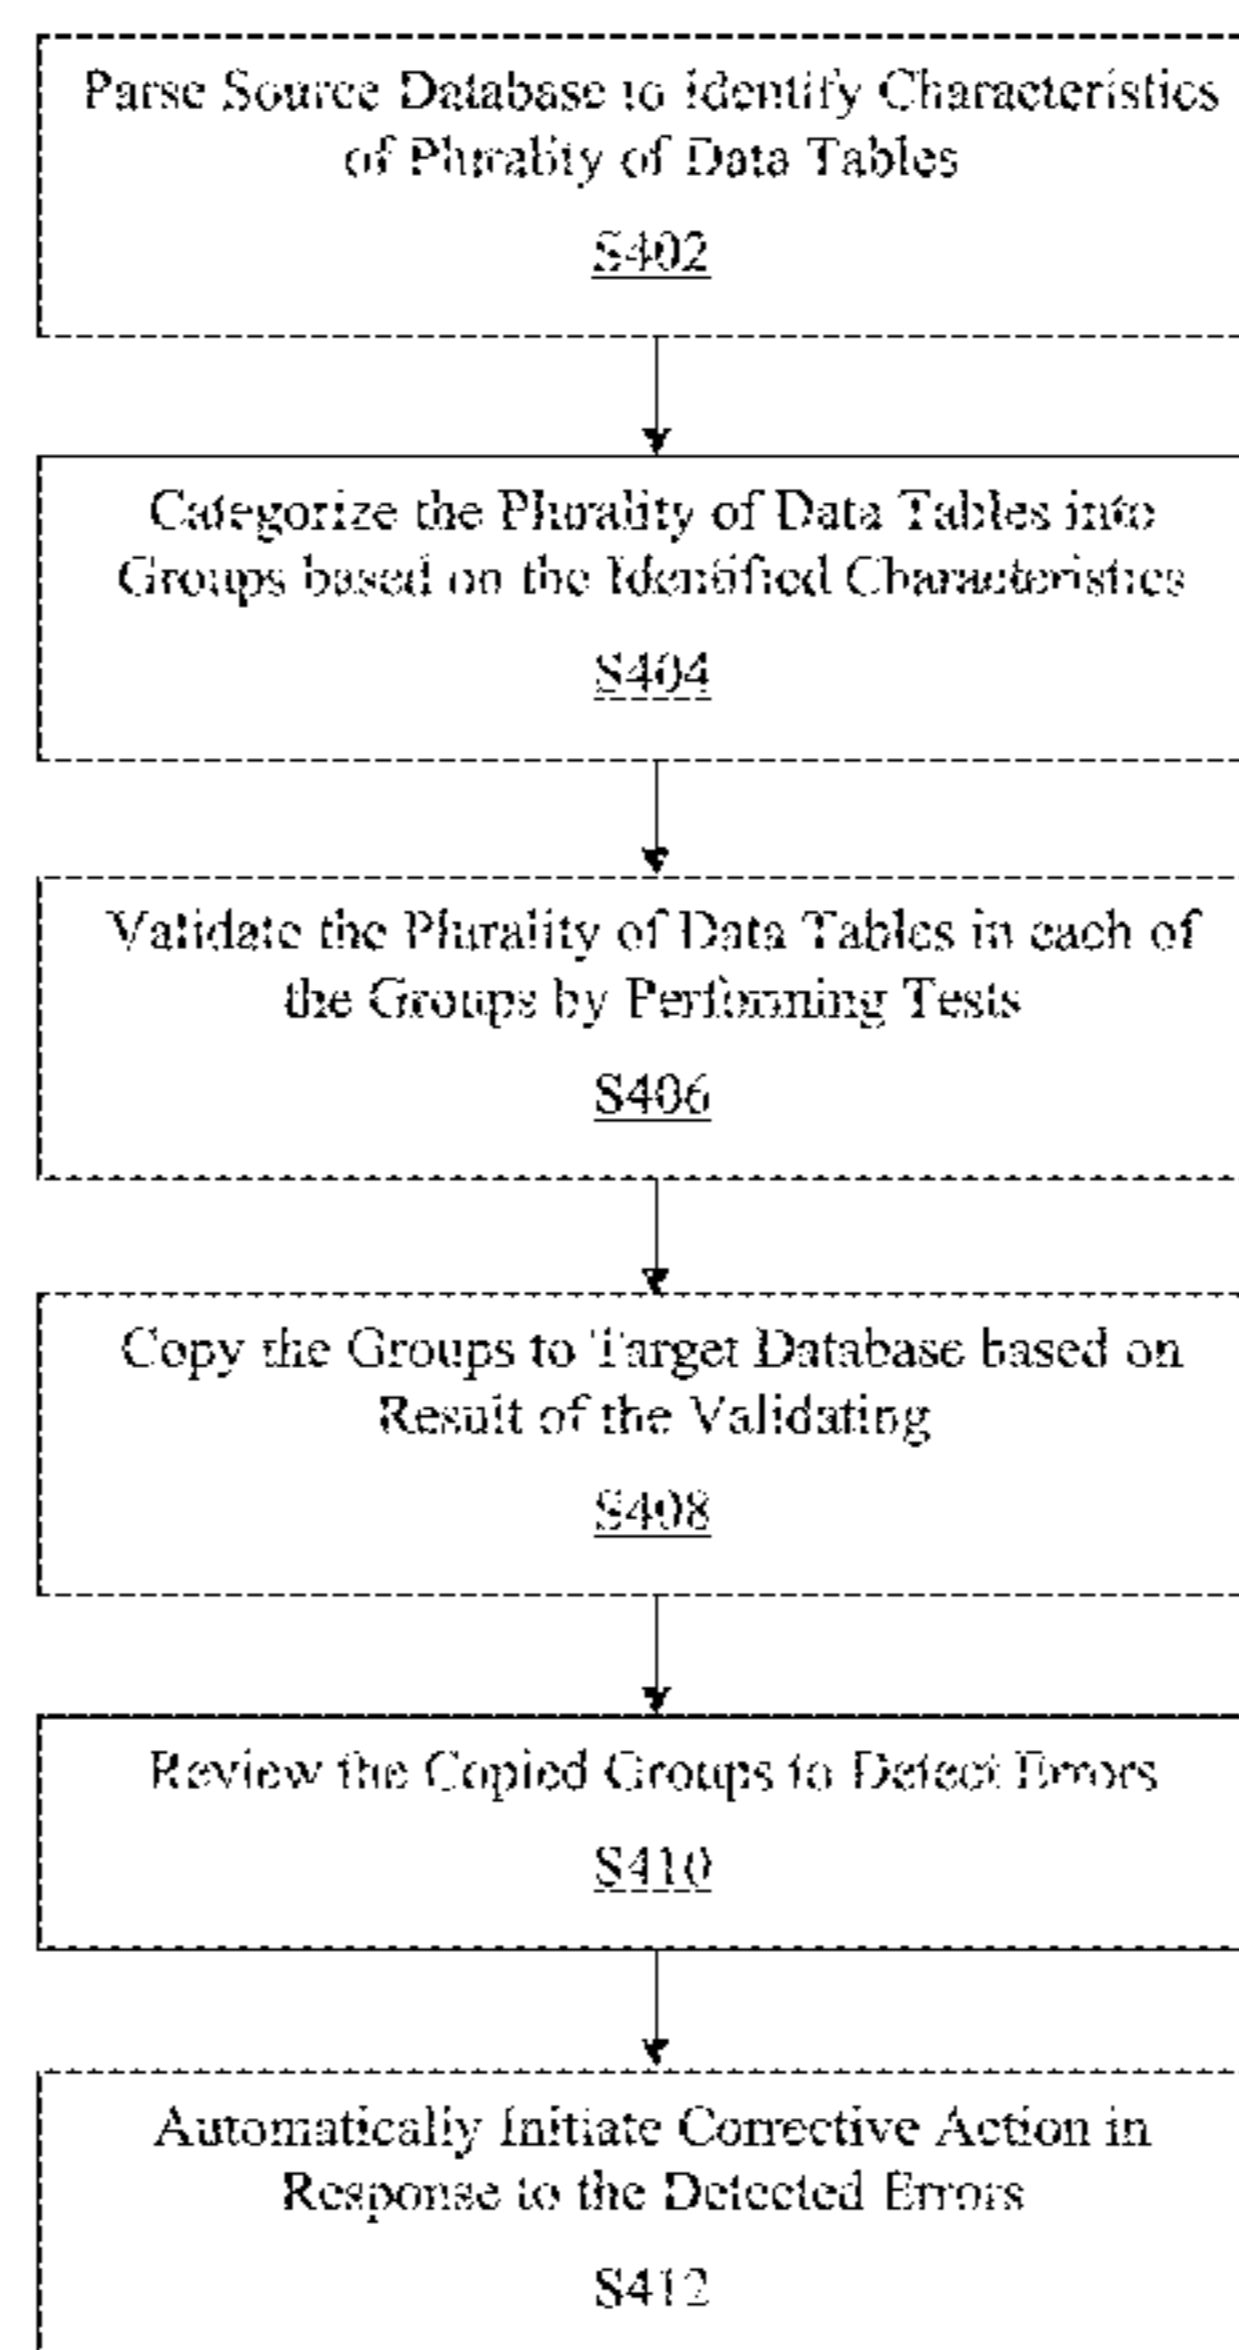 Parse Source Database to Identify Characteristics
of Plurality of Data Tables
S402
Categorize the Plurality of Data Tables into
Groups based on the Identified Characteristics
S404
Validate the Plurality of Data Tables in each of
the Groups by Performing Tests
S406
Copy the Groups to Target Database based on
Result of the Validating
S408
Review the Copied Groups to Detect Errors
S410
Automatically Initiate Corrective Action in
Response to the Detected Errors
S412